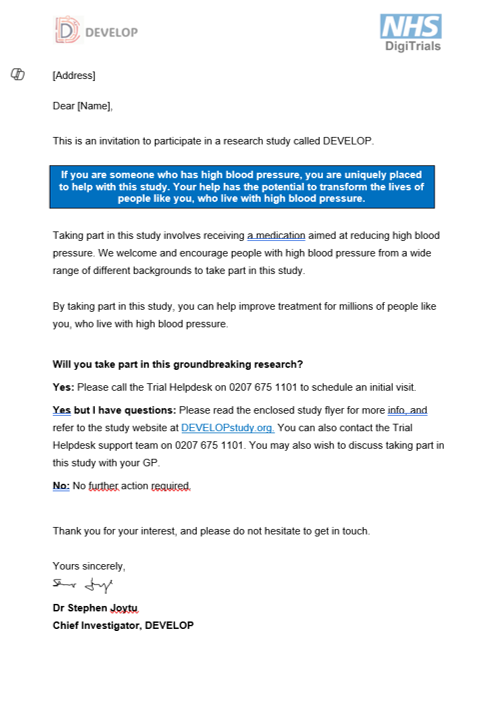 DEVELOP
NHS
DigiTrials
[Address]
Dear [Name],
This is an invitation to participate in a research study called DEVELOP.
If you are someone who has high blood pressure, you are uniquely placed
to help with this study. Your help has the potential to transform the lives of
people like you, who live with high blood pressure.
Taking part in this study involves receiving a medication aimed at reducing high blood
pressure. We welcome and encourage people with high blood pressure from a wide
range of different backgrounds to take part in this study.
By taking part in this study, you can help improve treatment for millions of people like
you, who live with high blood pressure.
Will you take part in this groundbreaking research?
Yes: Please call the Trial Helpdesk on 0207 675 1101 to schedule an initial visit.
Yes but I have questions: Please read the enclosed study flyer for more info, and
refer to the study website at DEVELOPstudy.org. You can also contact the Trial
Helpdesk support team on 0207 675 1101. You may also wish to discuss taking part in
this study with your GP.
No: No further action required.
Thank you for your interest, and please do not hesitate to get in touch.
Yours sincerely,
Dr Stephen Joytu
Chief Investigator, DEVELOP